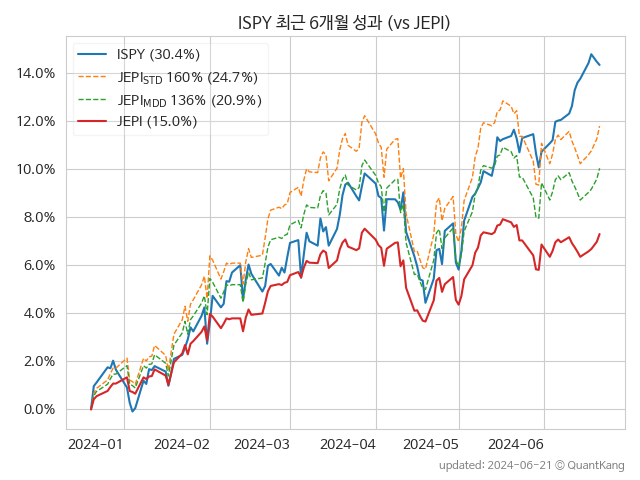 ISPY 최근 6개월 성과 (vs JEPI)
ISPY (30.4%)
JEPI_STD 160% (24.7%)
JEPI_MDD 136% (20.9%)
JEPI (15.0%)
14.0%
12.0%
10.0%
8.0%
6.0%
4.0%
2.0%
0.0%
2024-01 2024-02 2024-03 2024-04 2024-05 2024-06
updated: 2024-06-21 © QuantKang